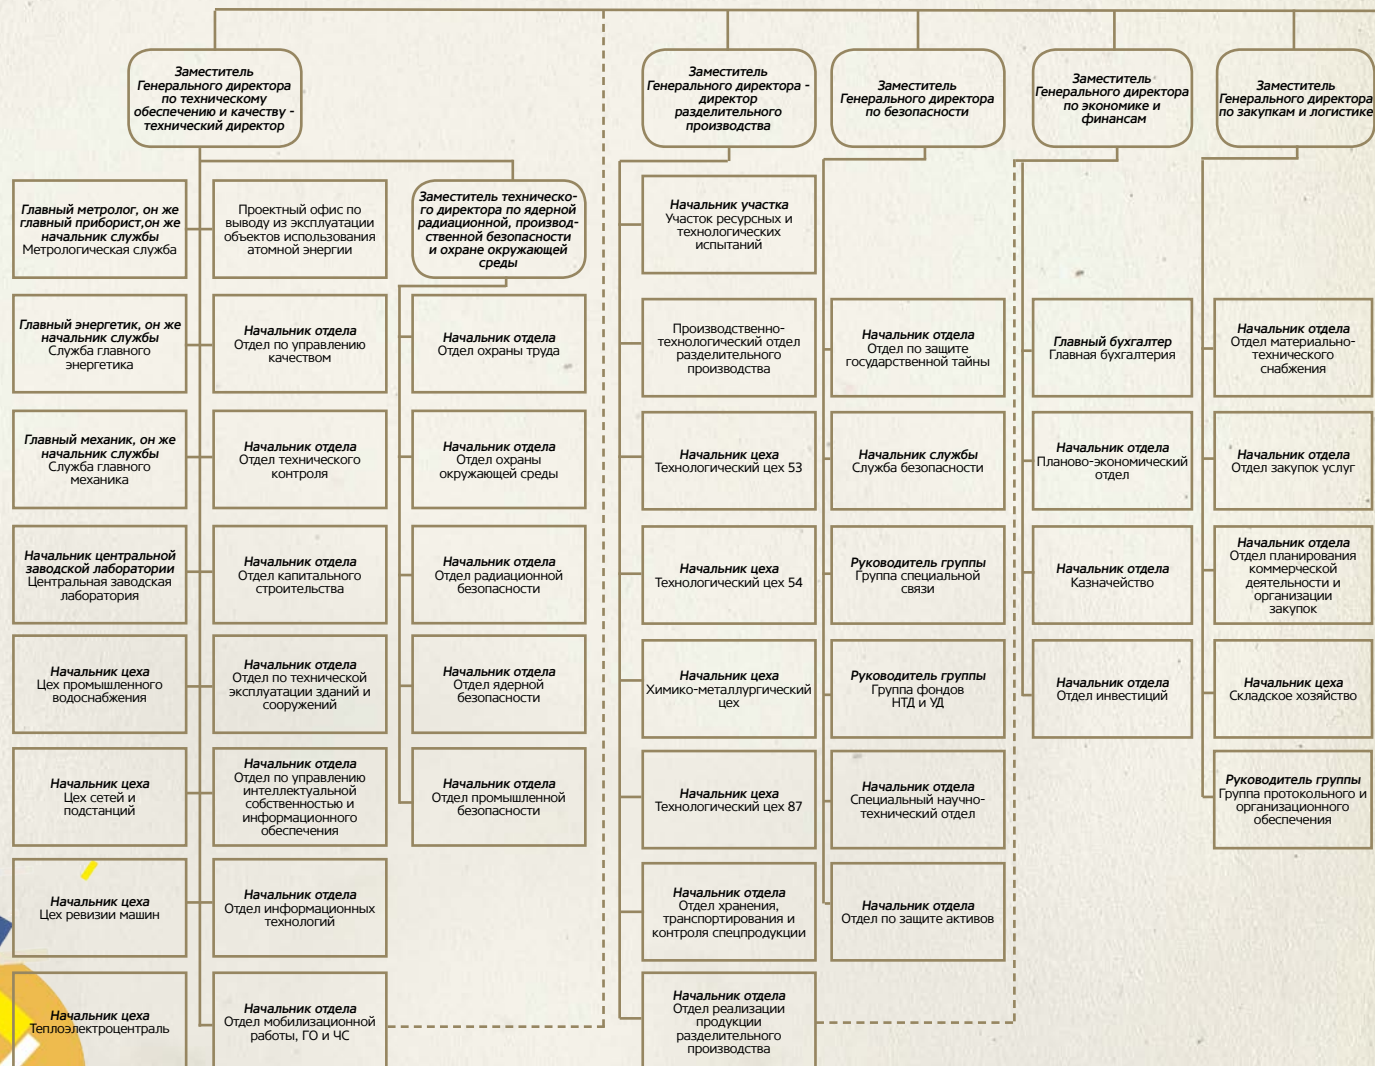 Заместитель
Генерального директора
по техническому
обеспечению и качеству -
технический директор
Заместитель
Генерального директора -
директор
разделительного
производства
Заместитель
Генерального директора
по безопасности
Заместитель
Генерального директора
по экономике и
финансам
Заместитель
Генерального директора
по закупкам и логистике
Главный метролог, он же
главный приборист,он же
начальник службы
Метрологическая служба
Проектный офис по
выводу из эксплуатации
объектов использования
атомной энергии
Заместитель техническо-
го директора по ядерной
радиационной, производ-
ственной безопасности
и охране окружающей
среды
Начальник участка
Участок ресурсных и
технологических
испытаний
Главный энергетик, он же
начальник службы
Служба главного
энергетика
Начальник отдела
Отдел по управлению
качеством
Начальник отдела
Отдел охраны труда
Производственно-
технологический отдел
разделительного
производства
Начальник отдела
Отдел по защите
государственной тайны
Главный бухгалтер
Главная бухгалтерия
Начальник отдела
Отдел материально-
технического
снабжения
Главный механик, он же
начальник службы
Служба главного
механика
Начальник отдела
Отдел технического
контроля
Начальник отдела
Отдел охраны
окружающей среды
Начальник цеха
Технологический цех 53
Начальник службы
Служба безопасности
Начальник отдела
Планово-экономический
отдел
Начальник отдела
Отдел закупок услуг
Начальник центральной
заводской лаборатории
Центральная заводская
лаборатория
Начальник отдела
Отдел капитального
строительства
Начальник отдела
Отдел радиационной
безопасности
Начальник цеха
Технологический цех 54
Руководитель группы
Группа специальной
связи
Начальник отдела
Казначейство
Начальник отдела
Отдел планирования
коммерческой
деятельности и
организации
закупок
Начальник цеха
Цех промышленного
водоснабжения
Начальник отдела
Отдел по технической
эксплуатации зданий и
сооружений
Начальник отдела
Отдел ядерной
безопасности
Начальник цеха
Химико-металлургический
цех
Руководитель группы
Группа фондов
НТД и УД
Начальник отдела
Отдел инвестиций
Начальник цеха
Складское хозяйство
Начальник цеха
Цех сетей и
подстанций
Начальник отдела
Отдел по управлению
интеллектуальной
собственностью и
информационного
обеспечения
Начальник отдела
Отдел промышленной
безопасности
Начальник цеха
Технологический цех 87
Начальник отдела
Специальный научно-
технический отдел
Руководитель группы
Группа протокольного и
организационного
обеспечения
Начальник цеха
Цех ревизии машин
Начальник отдела
Отдел информационных
технологий
Начальник отдела
Отдел хранения,
транспортирования и
контроля спецпродукции
Начальник отдела
Отдел по защите активов
Начальник цеха
Теплоэлектроцентраль
Начальник отдела
Отдел мобилизационной
работы, ГО и ЧС
Начальник отдела
Отдел реализации
продукции
разделительного
производства